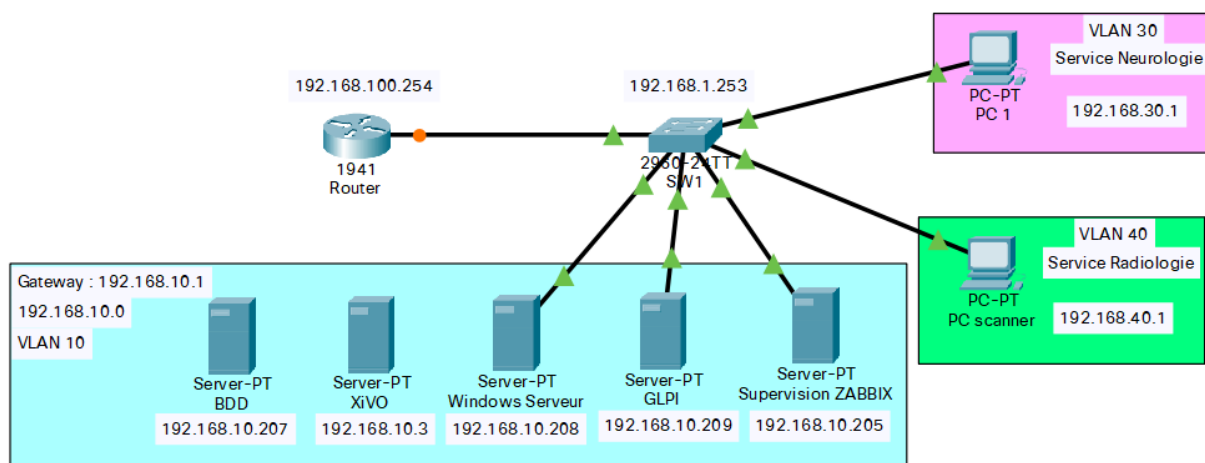 192.168.100.254
1941
Router
192.168.1.253
2960-24TT
SW1
VLAN 30
Service Neurologie
PC-PT
PC 1
192.168.30.1
VLAN 40
Service Radiologie
PC-PT
PC scanner
192.168.40.1
Gateway : 192.168.10.1
192.168.10.0
VLAN 10
Server-PT
BDD
192.168.10.207
Server-PT
XiVO
192.168.10.3
Server-PT
Windows Serveur
192.168.10.208
Server-PT
GLPI
192.168.10.209
Server-PT
Supervision ZABBIX
192.168.10.205